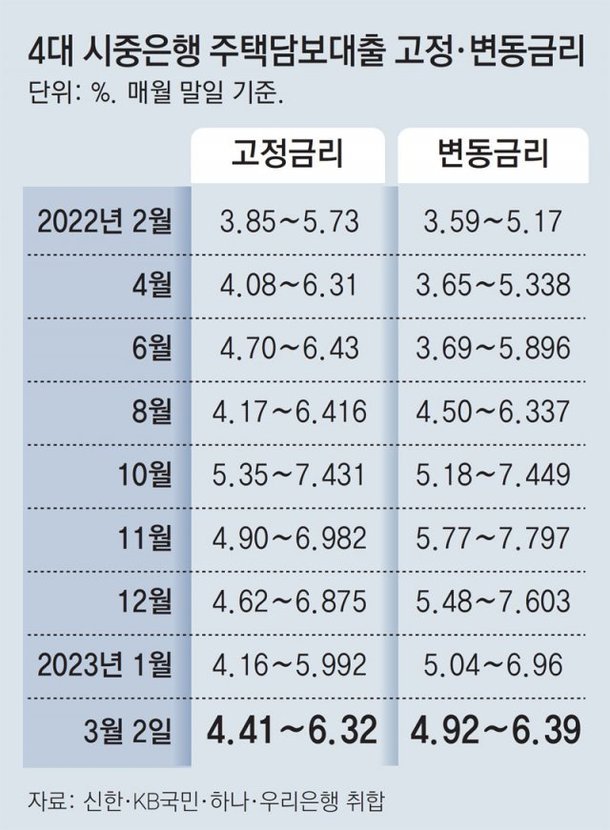 4대 시중은행 주택담보대출 고정·변동금리
단위: %. 매월 말일 기준.
고정금리 변동금리
2022년 2월 3.85~5.73 3.59~5.17
4월 4.08~6.31 3.65~5.338
6월 4.70~6.43 3.69~5.896
8월 4.17~6.416 4.50~6.337
10월 5.35~7.431 5.18~7.449
11월 4.90~6.982 5.77~7.797
12월 4.62~6.875 5.48~7.603
2023년 1월 4.16~5.992 5.04~6.96
3월 2일 4.41~6.32 4.92~6.39
자료: 신한·KB국민·하나·우리은행 취합